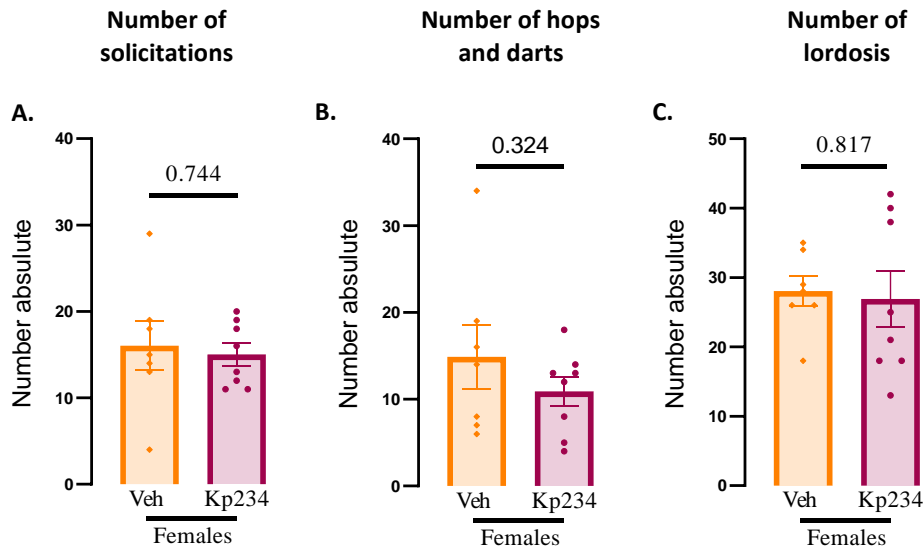 Number of
solicitations
Number of hops
and darts
Number of
lordosis
A.
Number absulute
40
30
20
10
0
0.744
Veh
Kp234
Females
B.
Number absulute
40
30
20
10
0
0.324
Veh
Kp234
Females
C.
Number absulute
50
40
30
20
10
0
0.817
Veh
Kp234
Females